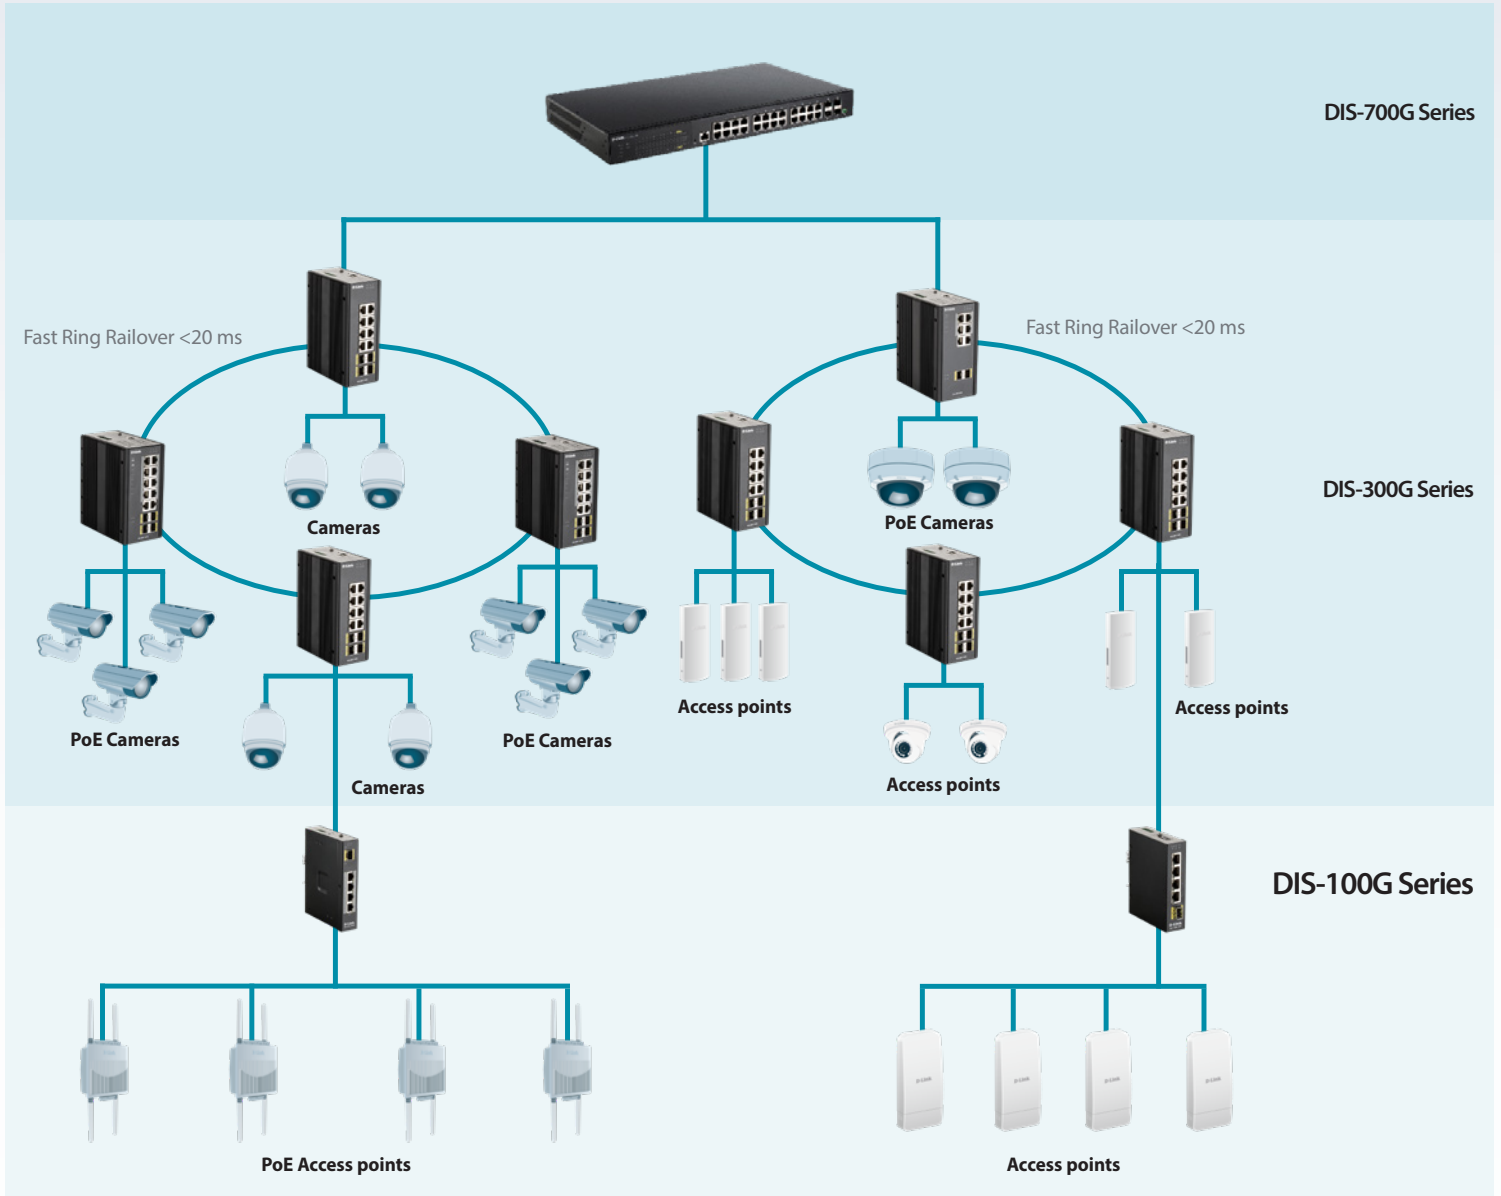 DIS-700G Series
Fast Ring Railover <20 ms
Fast Ring Railover <20 ms
DIS-300G Series
Cameras
PoE Cameras
Access points
Access points
PoE Cameras
PoE Cameras
Access points
Cameras
DIS-100G Series
PoE Access points
Access points